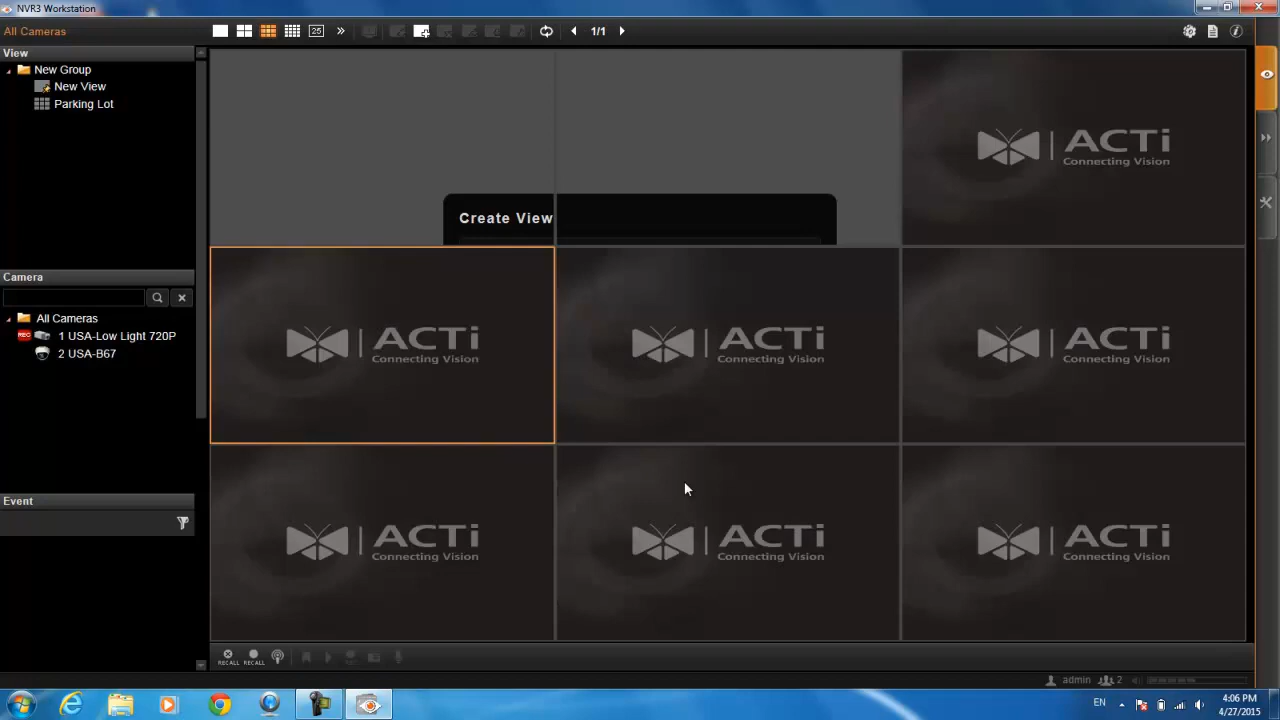 NVR3 Workstation
All Cameras
25
1/1
View
New Group
New View
Parking Lot
ACTi
Connecting Vision
Create View
Camera
All Cameras
REC 1 USA-Low Light 720P
2 USA-B67
ACTi
Connecting Vision
ACTi
Connecting Vision
ACTi
Connecting Vision
Event
ACTi
Connecting Vision
ACTi
Connecting Vision
ACTi
Connecting Vision
RECALL RECALL
admin 2
EN
4:06 PM
4/27/2015